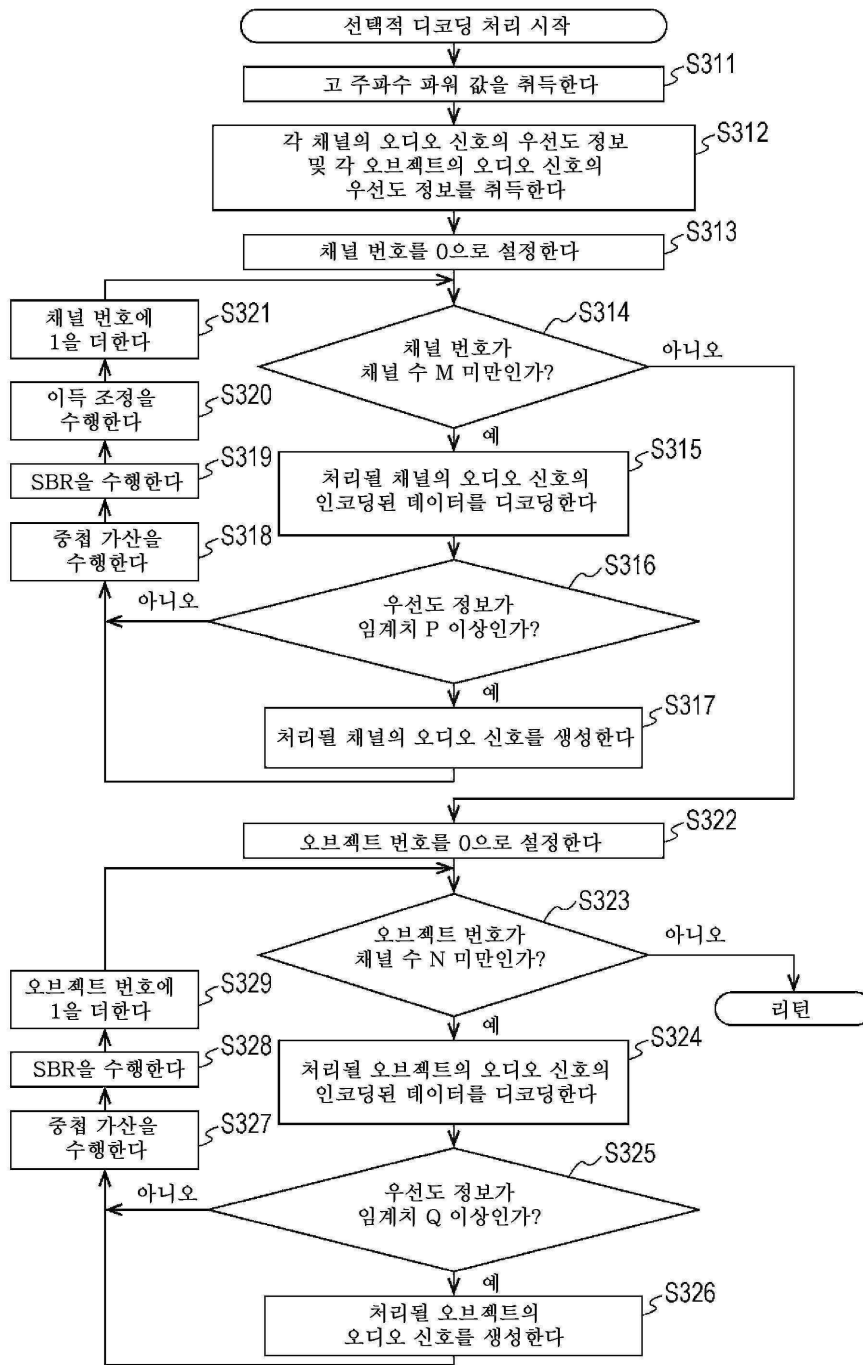 선택적 디코딩 처리 시작
S311
고 주파수 파워 값을 취득한다
S312
각 채널의 오디오 신호의 우선도 정보
및 각 오브젝트의 오디오 신호의
우선도 정보를 취득한다
S313
채널 번호를 0으로 설정한다
S314
채널 번호가
채널 수 M 미만인가?
아니오
예
S321
채널 번호에
1을 더한다
S320
이득 조정을
수행한다
S319
SBR을 수행한다
S318
중첩 가산을
수행한다
S315
처리될 채널의 오디오 신호의
인코딩된 데이터를 디코딩한다
S316
우선도 정보가
임계치 P 이상인가?
아니오
예
S317
처리될 채널의 오디오 신호를 생성한다
S322
오브젝트 번호를 0으로 설정한다
S323
오브젝트 번호가
채널 수 N 미만인가?
아니오
리턴
예
S329
오브젝트 번호에
1을 더한다
S328
SBR을 수행한다
S327
중첩 가산을
수행한다
S324
처리될 오브젝트의 오디오 신호의
인코딩된 데이터를 디코딩한다
S325
우선도 정보가
임계치 Q 이상인가?
아니오
예
S326
처리될 오브젝트의
오디오 신호를 생성한다